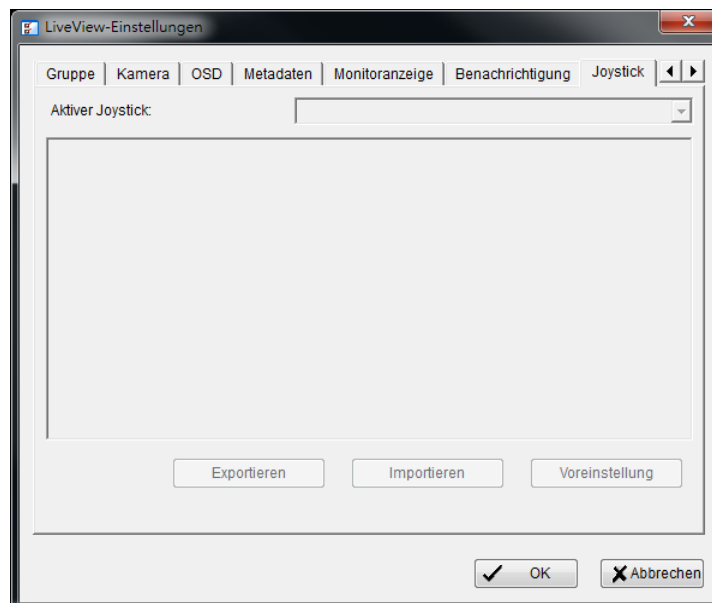 LiveView-Einstellungen
Gruppe Kamera OSD Metadaten Monitoranzeige Benachrichtigung Joystick
Aktiver Joystick:
Exportieren Importieren Voreinstellung
OK Abbrechen